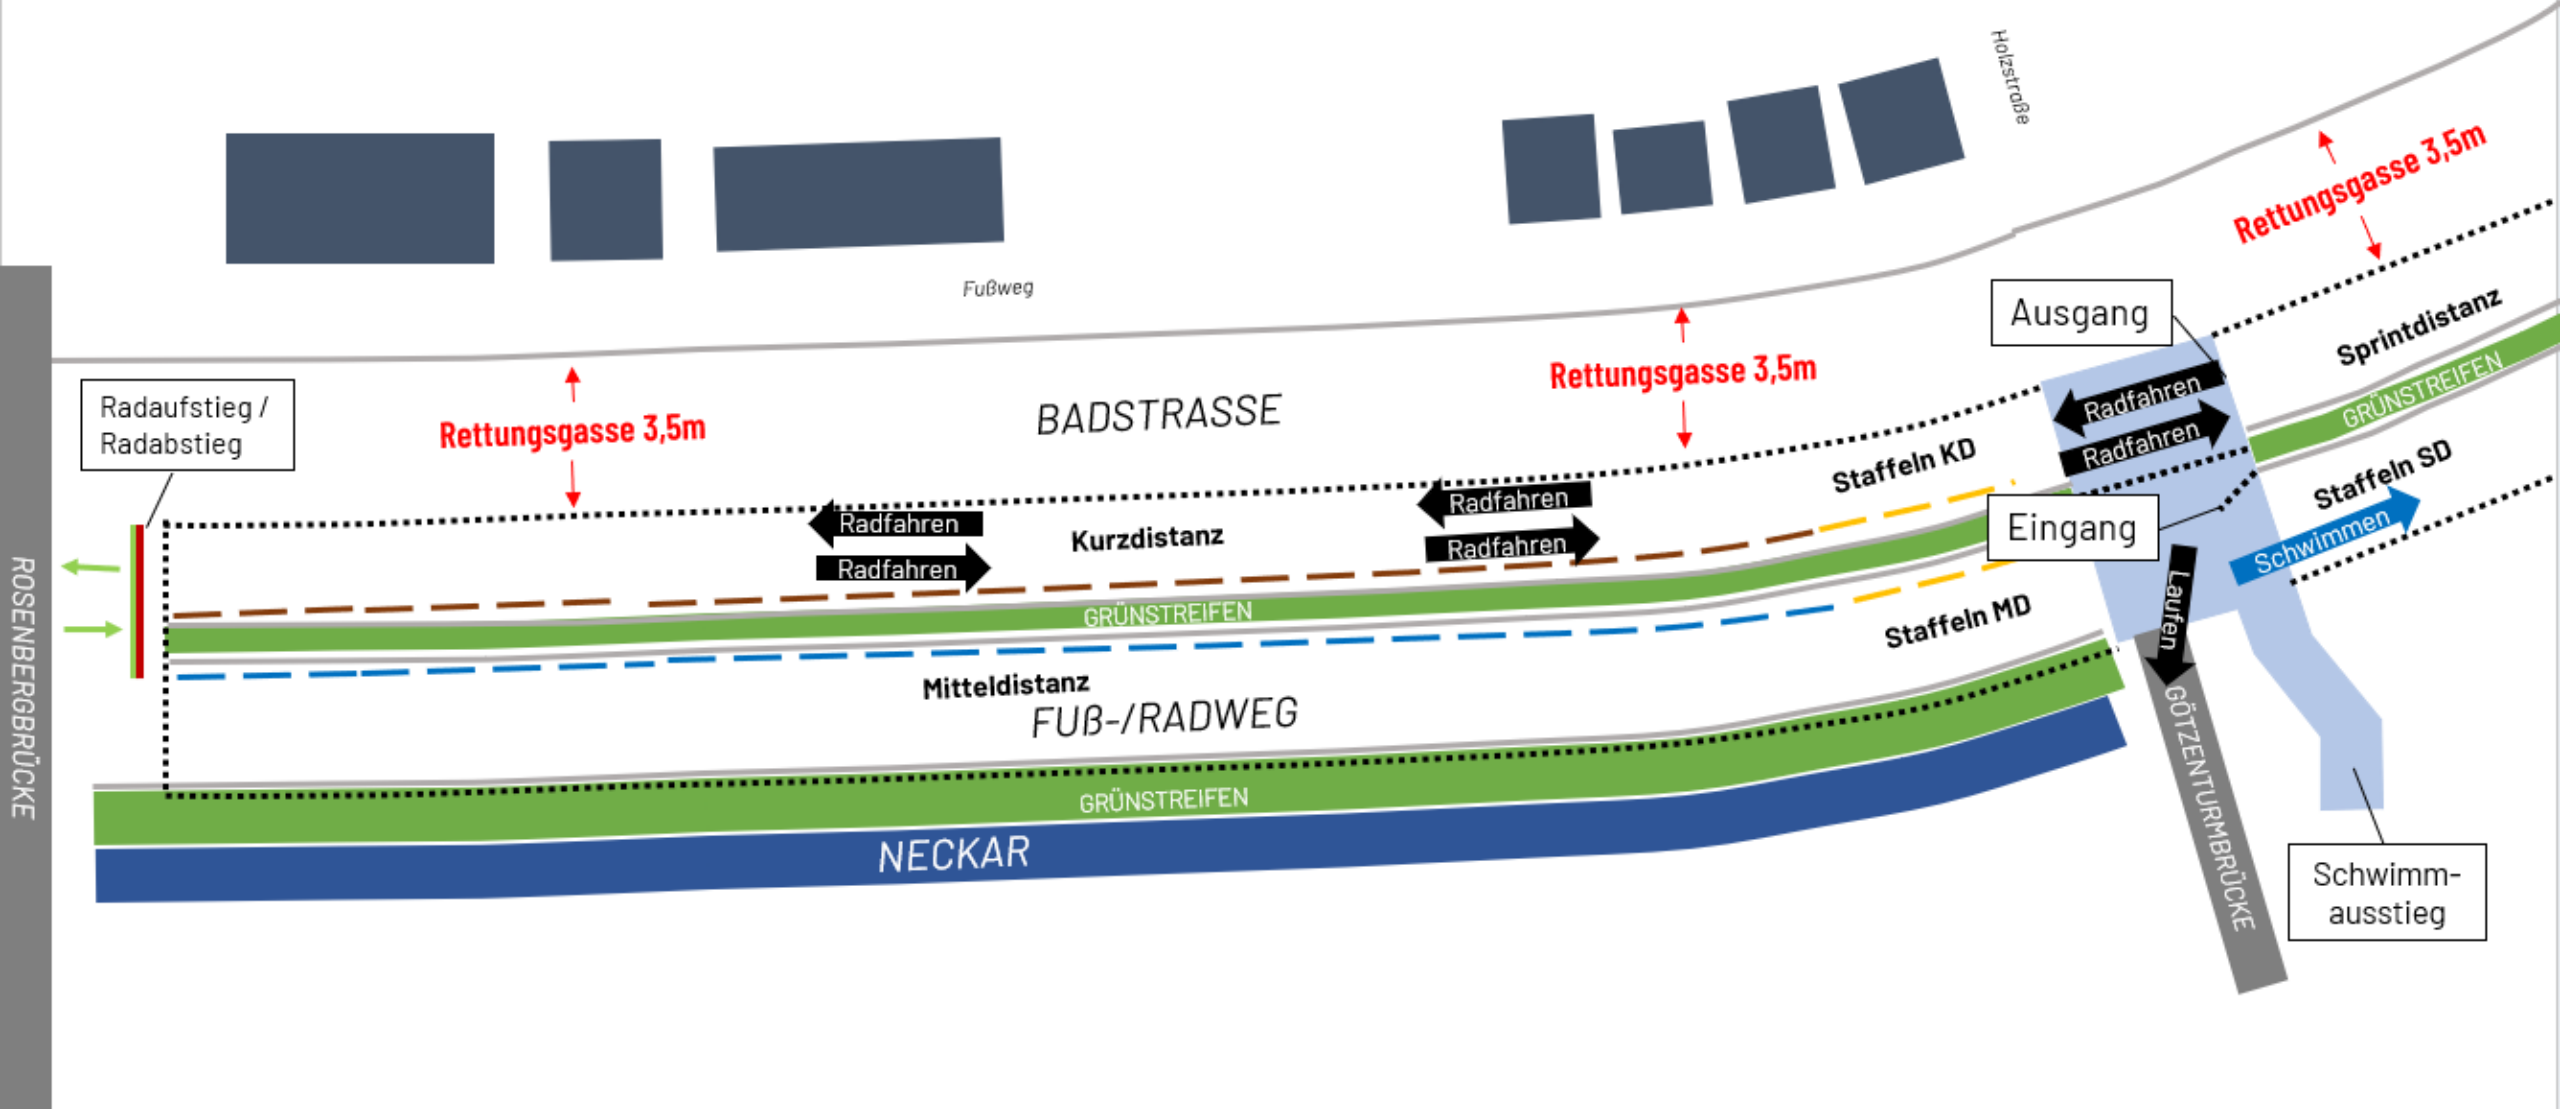 Holzstraße
Rettungsgasse 3,5m
Fußweg
Ausgang
Sprintdistanz
Radaufstieg /
Radabstieg
Rettungsgasse 3,5m
BADSTRASSE
Rettungsgasse 3,5m
Radfahren
Radfahren
GRÜNSTREIFEN
Staffeln KD
Staffeln SD
Radfahren
Radfahren
Kurzdistanz
Radfahren
Radfahren
Eingang
Schwimmen
Laufen
GRÜNSTREIFEN
Staffeln MD
Mitteldistanz
FUß-/RADWEG
ROSENBERGBRÜCKE
GRÜNSTREIFEN
NECKAR
GÖTZENTURMBRÜCKE
Schwimm-
ausstieg